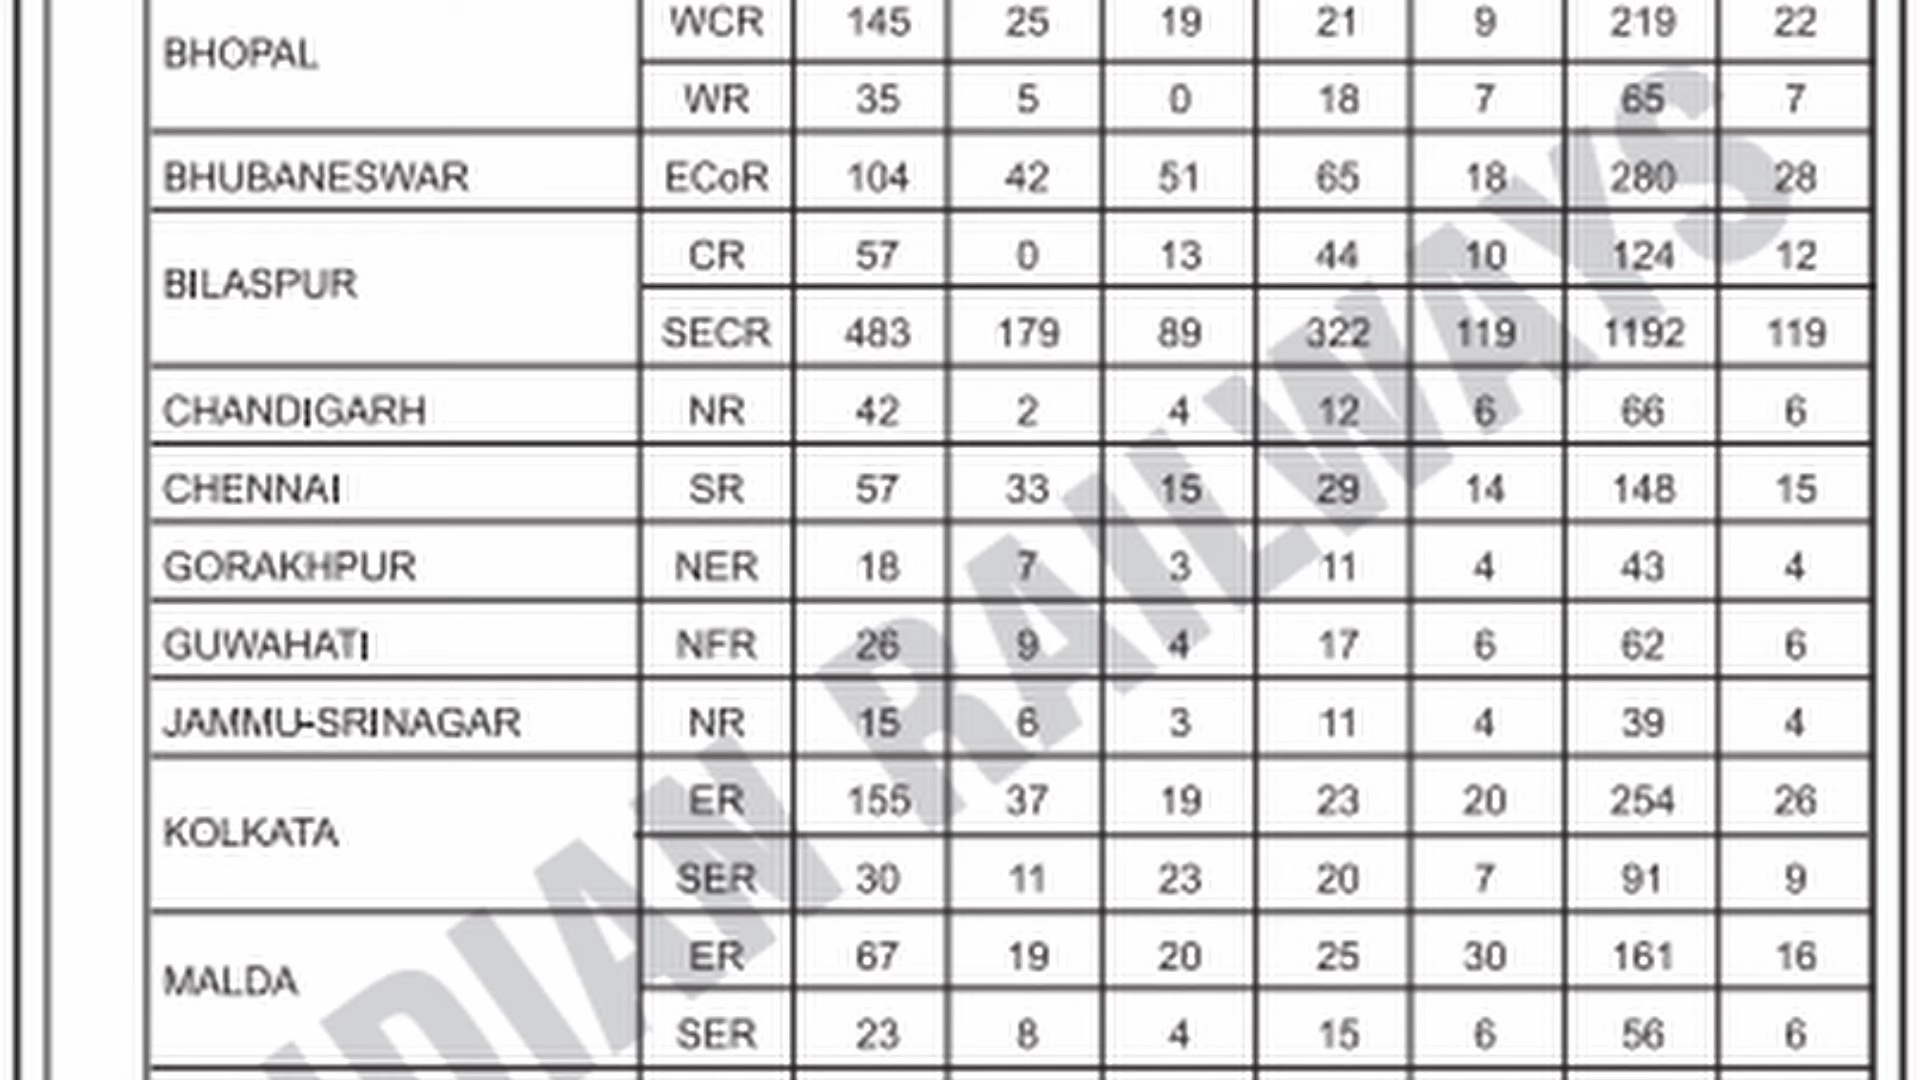 BHOPAL WCR 145 25 19 21 9 219 22
WR 35 5 0 18 7 65 7
BHUBANESWAR ECoR 104 42 51 65 18 280 28
BILASPUR CR 57 0 13 44 10 124 12
SECR 483 179 89 322 119 1192 119
CHANDIGARH NR 42 2 4 12 6 66 6
CHENNAI SR 57 33 15 29 14 148 15
GORAKHPUR NER 18 7 3 11 4 43 4
GUWAHATI NFR 26 9 4 17 6 62 6
JAMMU-SRINAGAR NR 15 6 3 11 4 39 4
KOLKATA ER 155 37 19 23 20 254 26
SER 30 11 23 20 7 91 9
MALDA ER 67 19 20 25 30 161 16
SER 23 8 4 15 6 56 6
DIAN RAILWAYS